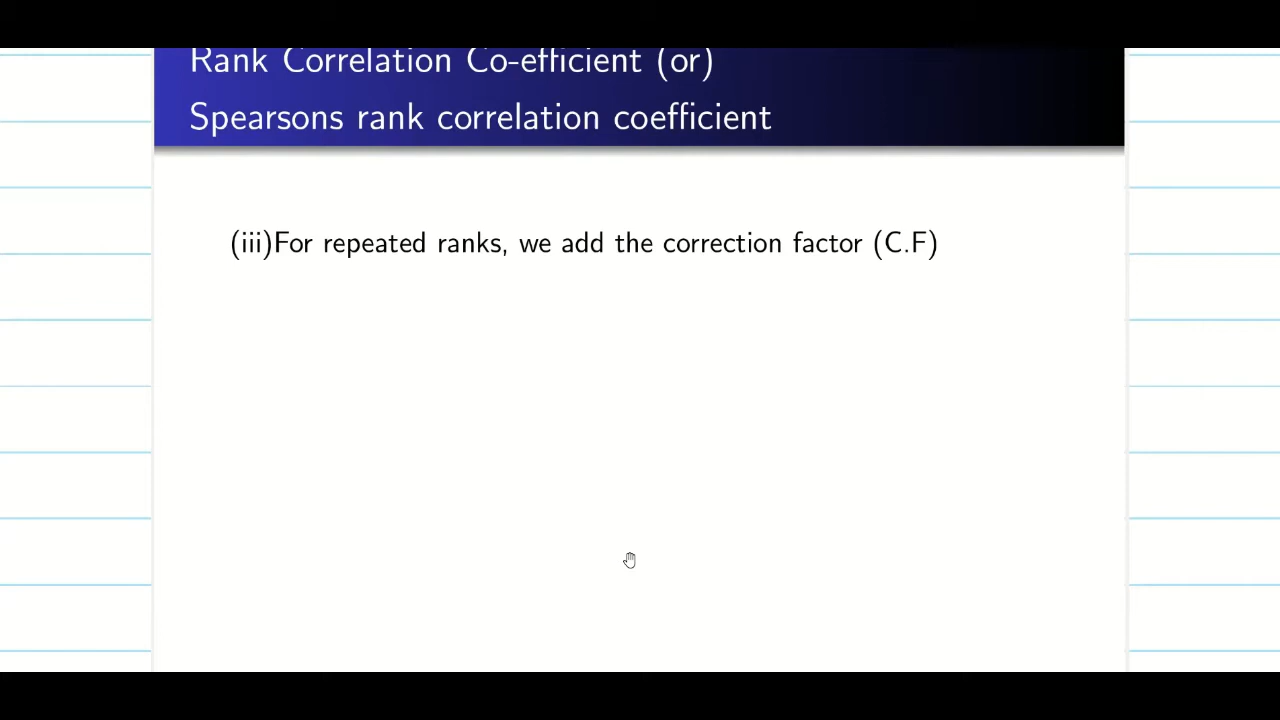 Rank Correlation Co-efficient (or)
Spearsons rank correlation coefficient
(iii)For repeated ranks, we add the correction factor (C.F)